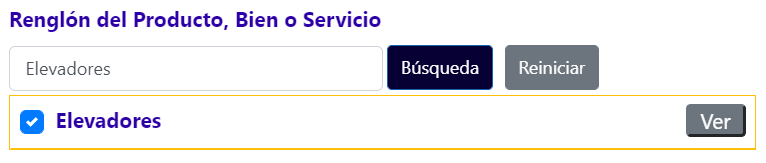 Renglón del Producto, Bien o Servicio
Elevadores Búsqueda Reiniciar
Elevadores Ver